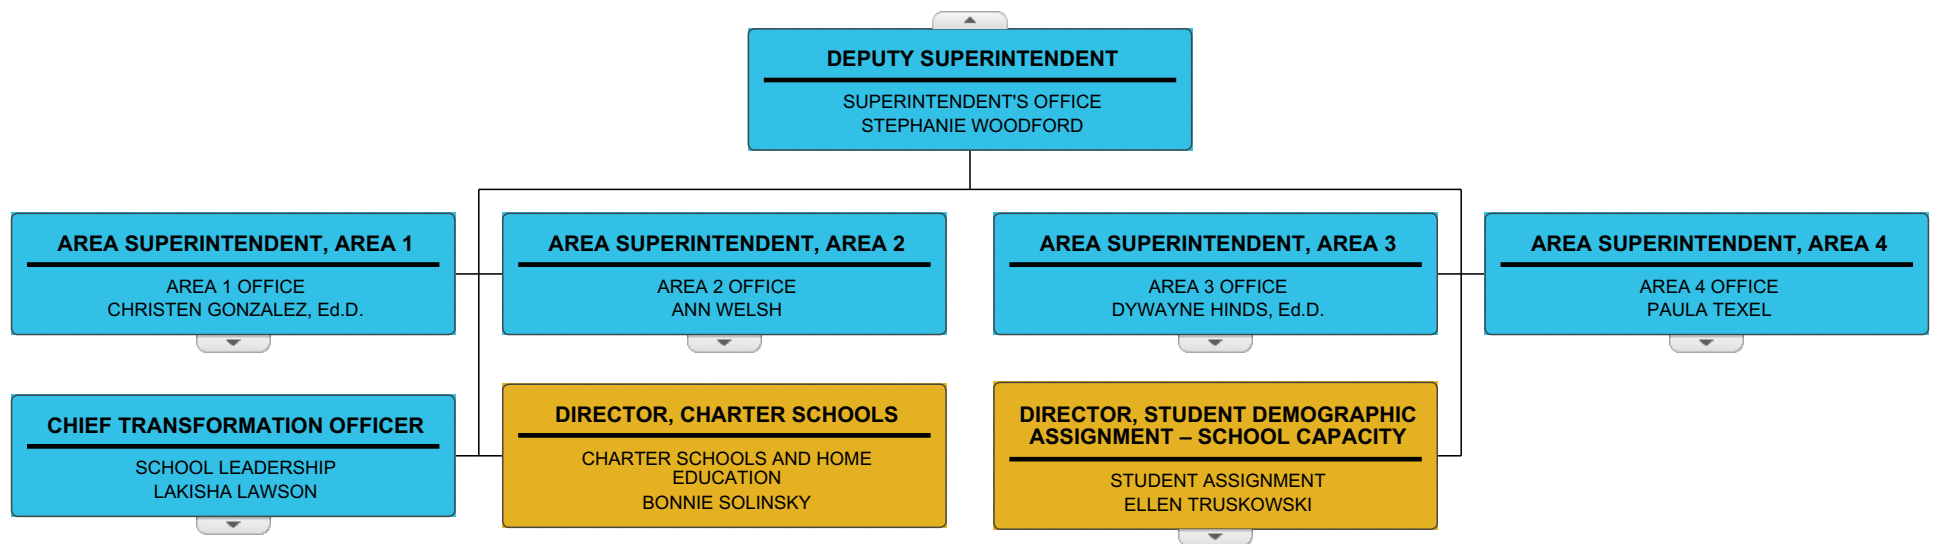 DEPUTY SUPERINTENDENT
SUPERINTENDENT'S OFFICE
STEPHANIE WOODFORD
AREA SUPERINTENDENT, AREA 1
AREA 1 OFFICE
CHRISTEN GONZALEZ, Ed.D.
AREA SUPERINTENDENT, AREA 2
AREA 2 OFFICE
ANN WELSH
AREA SUPERINTENDENT, AREA 3
AREA 3 OFFICE
DYWAYNE HINDS, Ed.D.
AREA SUPERINTENDENT, AREA 4
AREA 4 OFFICE
PAULA TEXEL
CHIEF TRANSFORMATION OFFICER
SCHOOL LEADERSHIP
LAKISHA LAWSON
DIRECTOR, CHARTER SCHOOLS
CHARTER SCHOOLS AND HOME
EDUCATION
BONNIE SOLINSKY
DIRECTOR, STUDENT DEMOGRAPHIC
ASSIGNMENT – SCHOOL CAPACITY
STUDENT ASSIGNMENT
ELLEN TRUSKOWSKI